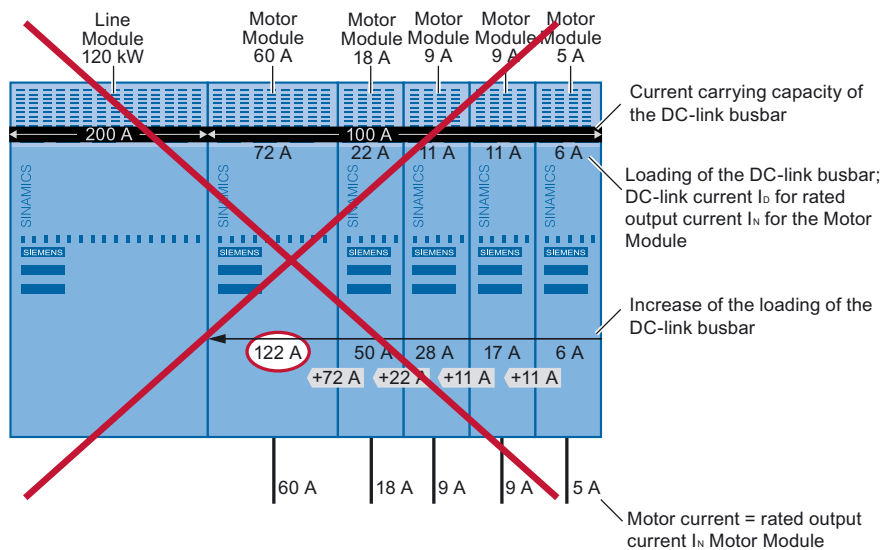 Line
Module
120 kW
Motor
Module
60 A
Motor
Module
18 A
Motor
Module
9 A
Motor
Module
9 A
Motor
Module
5 A
Current carrying capacity of
the DC-link busbar
200 A
100 A
72 A
22 A
11 A
11 A
6 A
Loading of the DC-link busbar;
DC-link current ID for rated
output current IN for the Motor
Module
SINAMICS
SINAMICS
SINAMICS
SINAMICS
SINAMICS
SINAMICS
SIEMENS
SIEMENS
SIEMENS
SIEMENS
SIEMENS
SIEMENS
Increase of the loading of the
DC-link busbar
122 A
50 A
28 A
17 A
6 A
+72 A
+22 A
+11 A
+11 A
60 A
18 A
9 A
9 A
5 A
Motor current = rated output
current IN Motor Module